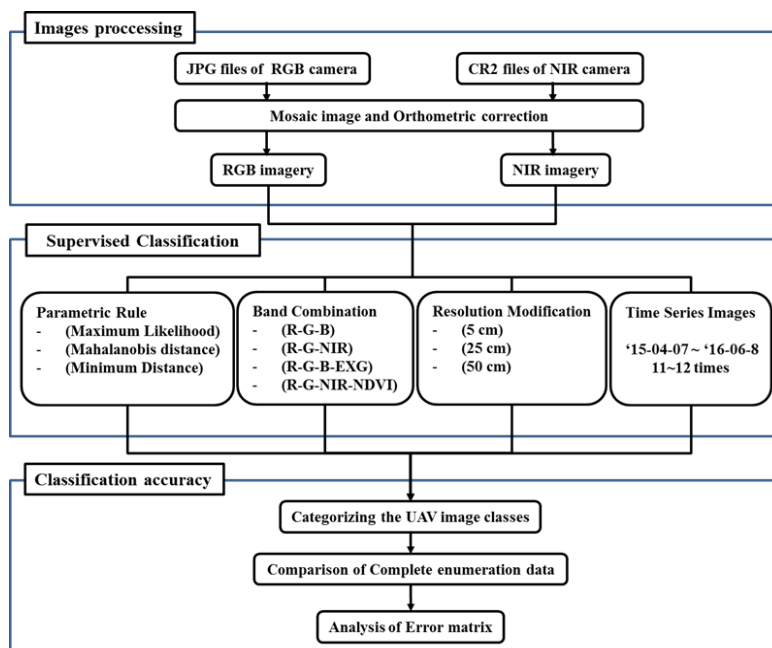 Images proccessing
JPG files of RGB camera
CR2 files of NIR camera
Mosaic image and Orthometric correction
RGB imagery
NIR imagery
Supervised Classification
Parametric Rule
- (Maximum Likelihood)
- (Mahalanobis distance)
- (Minimum Distance)
Band Combination
- (R-G-B)
- (R-G-NIR)
- (R-G-B-EXG)
- (R-G-NIR-NDVI)
Resolution Modification
- (5 cm)
- (25 cm)
- (50 cm)
Time Series Images
‘15-04-07 ~ ‘16-06-8
11~12 times
Classification accuracy
Categorizing the UAV image classes
Comparison of Complete enumeration data
Analysis of Error matrix